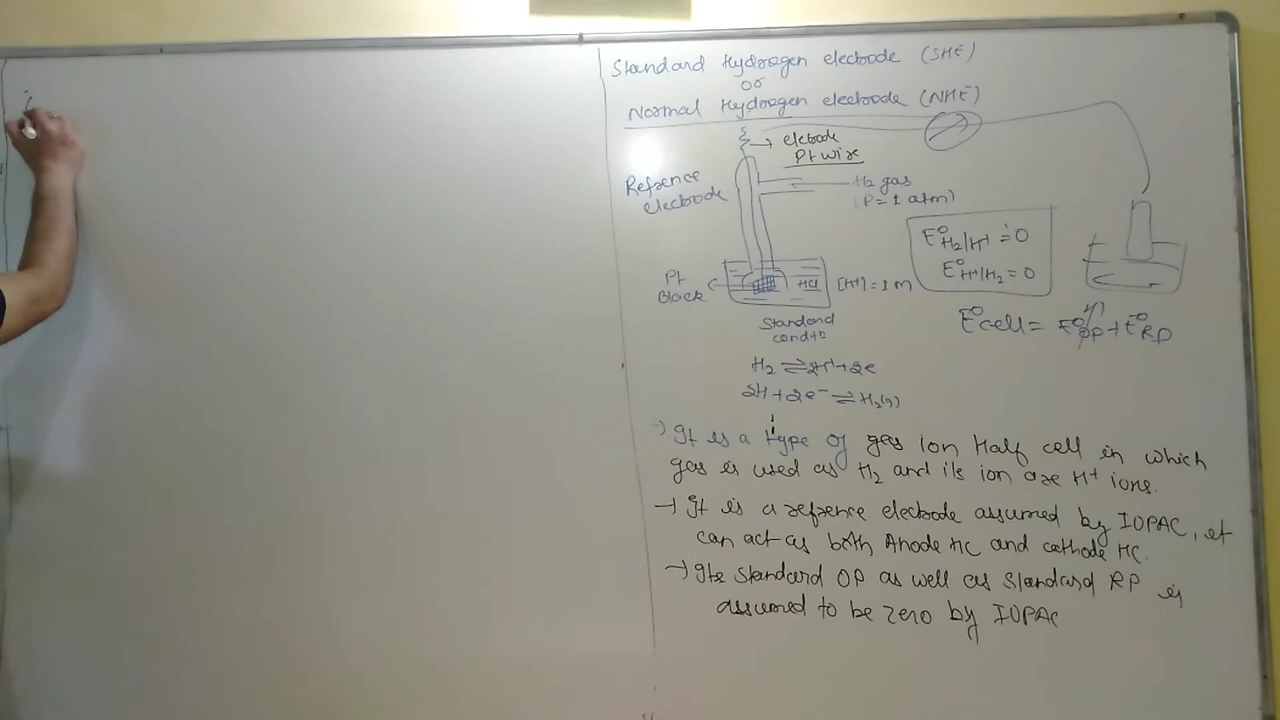 Standard Hydrogen electrode (SHE)
or
Normal Hydrogen electrode (NHE)
→ eletode
Pt wire
Refrence
electrode
H2 gas
(P=1 atm)
E°H2/H+ = 0
E°H+/H2 = 0
Pt
Black
HCl
[H+] = 1 M
E°cell = E°OP + E°RP
Standard
condtn
H2 ⇌ 2H+ + 2e
2H + 2e- ⇌ H2(g)
→ It is a type of gas Ion Half cell in which
gas is used as H2 and its ion are H+ ions.
→ It is a refrence electrode assumed by IUPAC, it
can act as both Anode HC and cathode HC.
→ Its standard OP as well as standard RP is
assumed to be zero by IUPAC